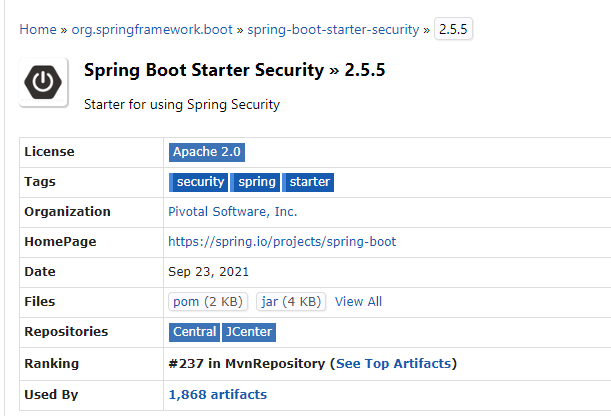 Home » org.springframework.boot » spring-boot-starter-security » 2.5.5
Spring Boot Starter Security » 2.5.5
Starter for using Spring Security
License Apache 2.0
Tags security spring starter
Organization Pivotal Software, Inc.
HomePage https://spring.io/projects/spring-boot
Date Sep 23, 2021
Files pom (2 KB) jar (4 KB) View All
Repositories Central JCenter
Ranking #237 in MvnRepository (See Top Artifacts)
Used By 1,868 artifacts